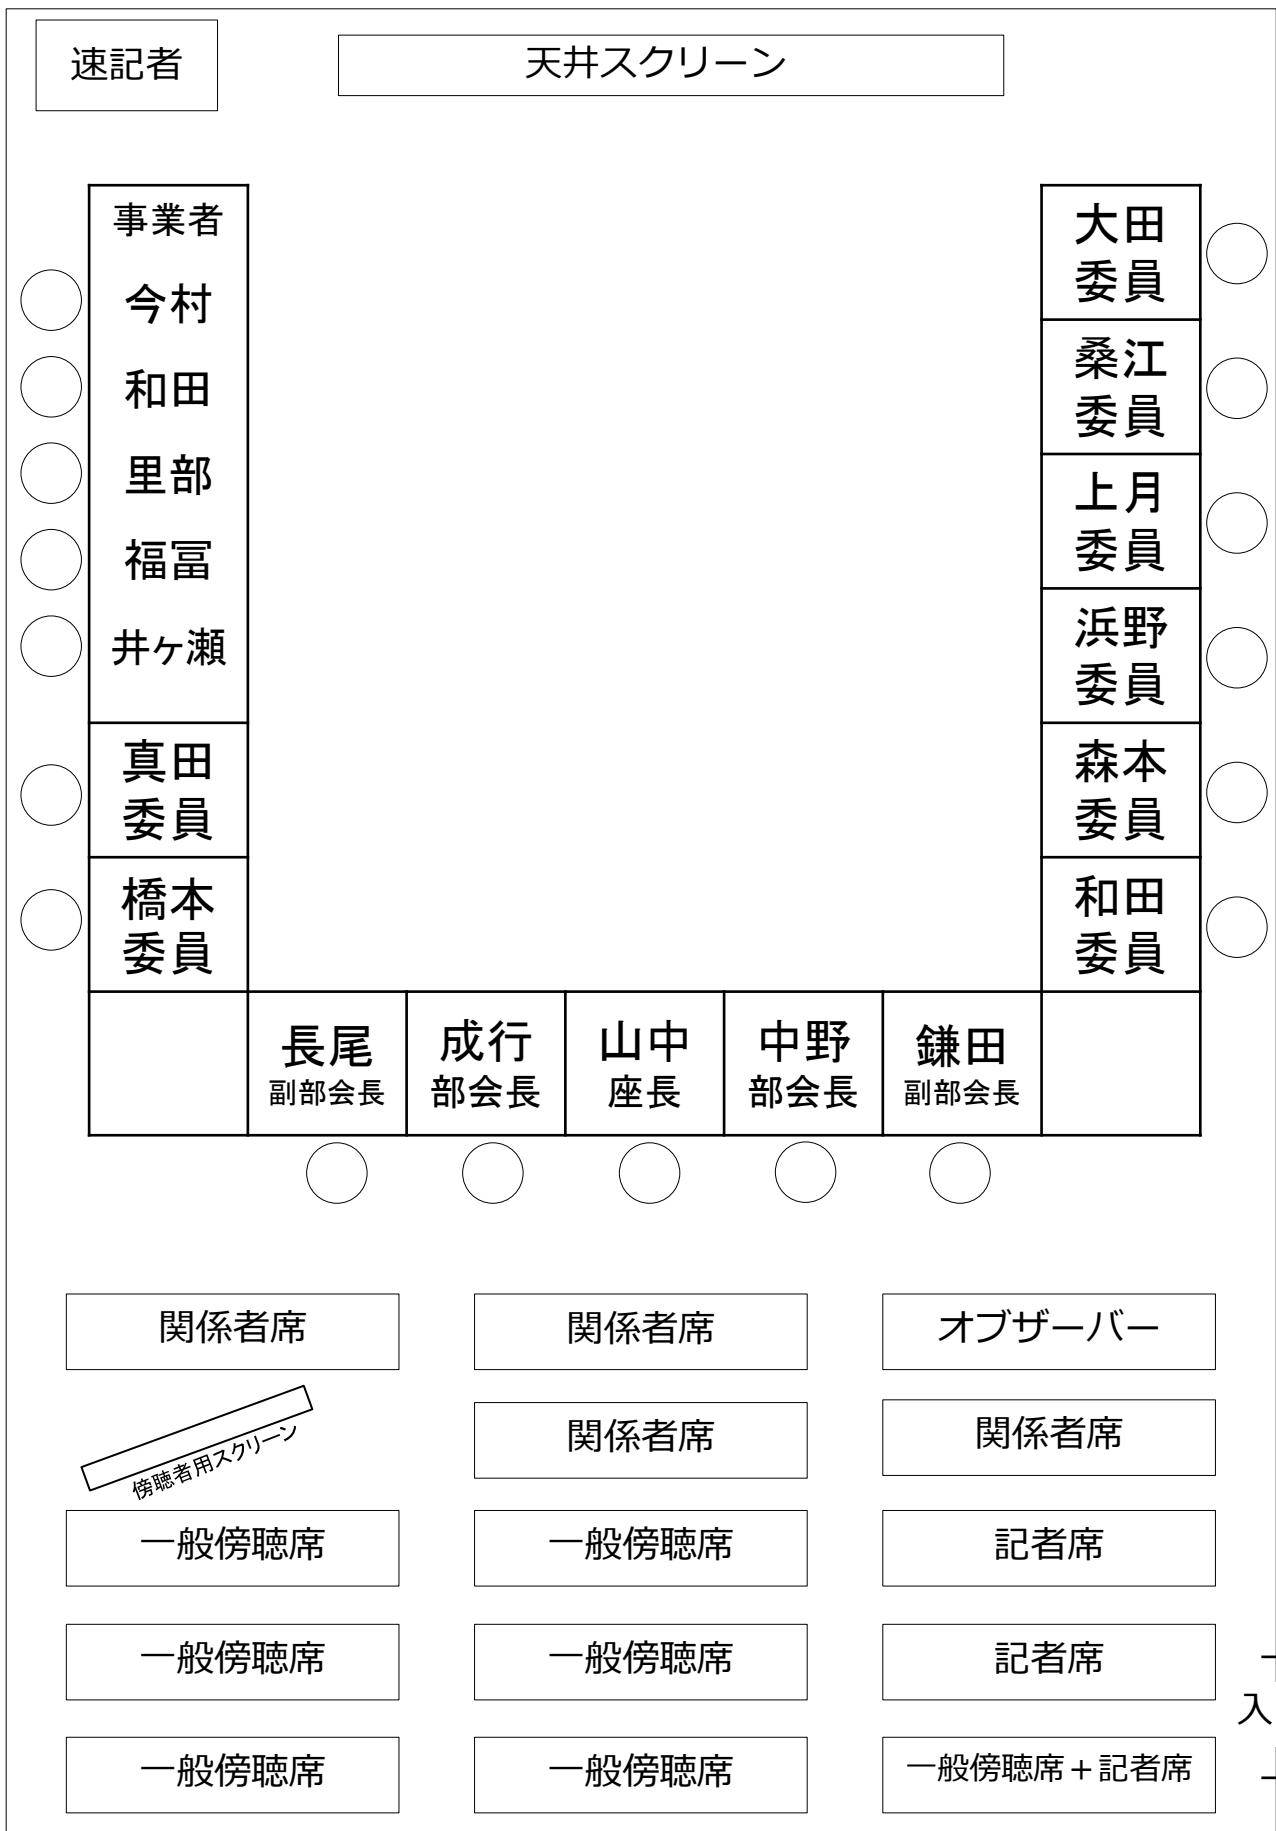 速記者
天井スクリーン
事業者
今村
和田
里部
福冨
井ヶ瀬
真田
委員
橋本
委員
大田
委員
桑江
委員
上月
委員
浜野
委員
森本
委員
和田
委員
長尾
副部会長
成行
部会長
山中
座長
中野
部会長
鎌田
副部会長
関係者席
関係者席
オブザーバー
傍聴者用スクリーン
関係者席
関係者席
一般傍聴席
一般傍聴席
記者席
一般傍聴席
一般傍聴席
記者席
入
一般傍聴席
一般傍聴席
一般傍聴席＋記者席